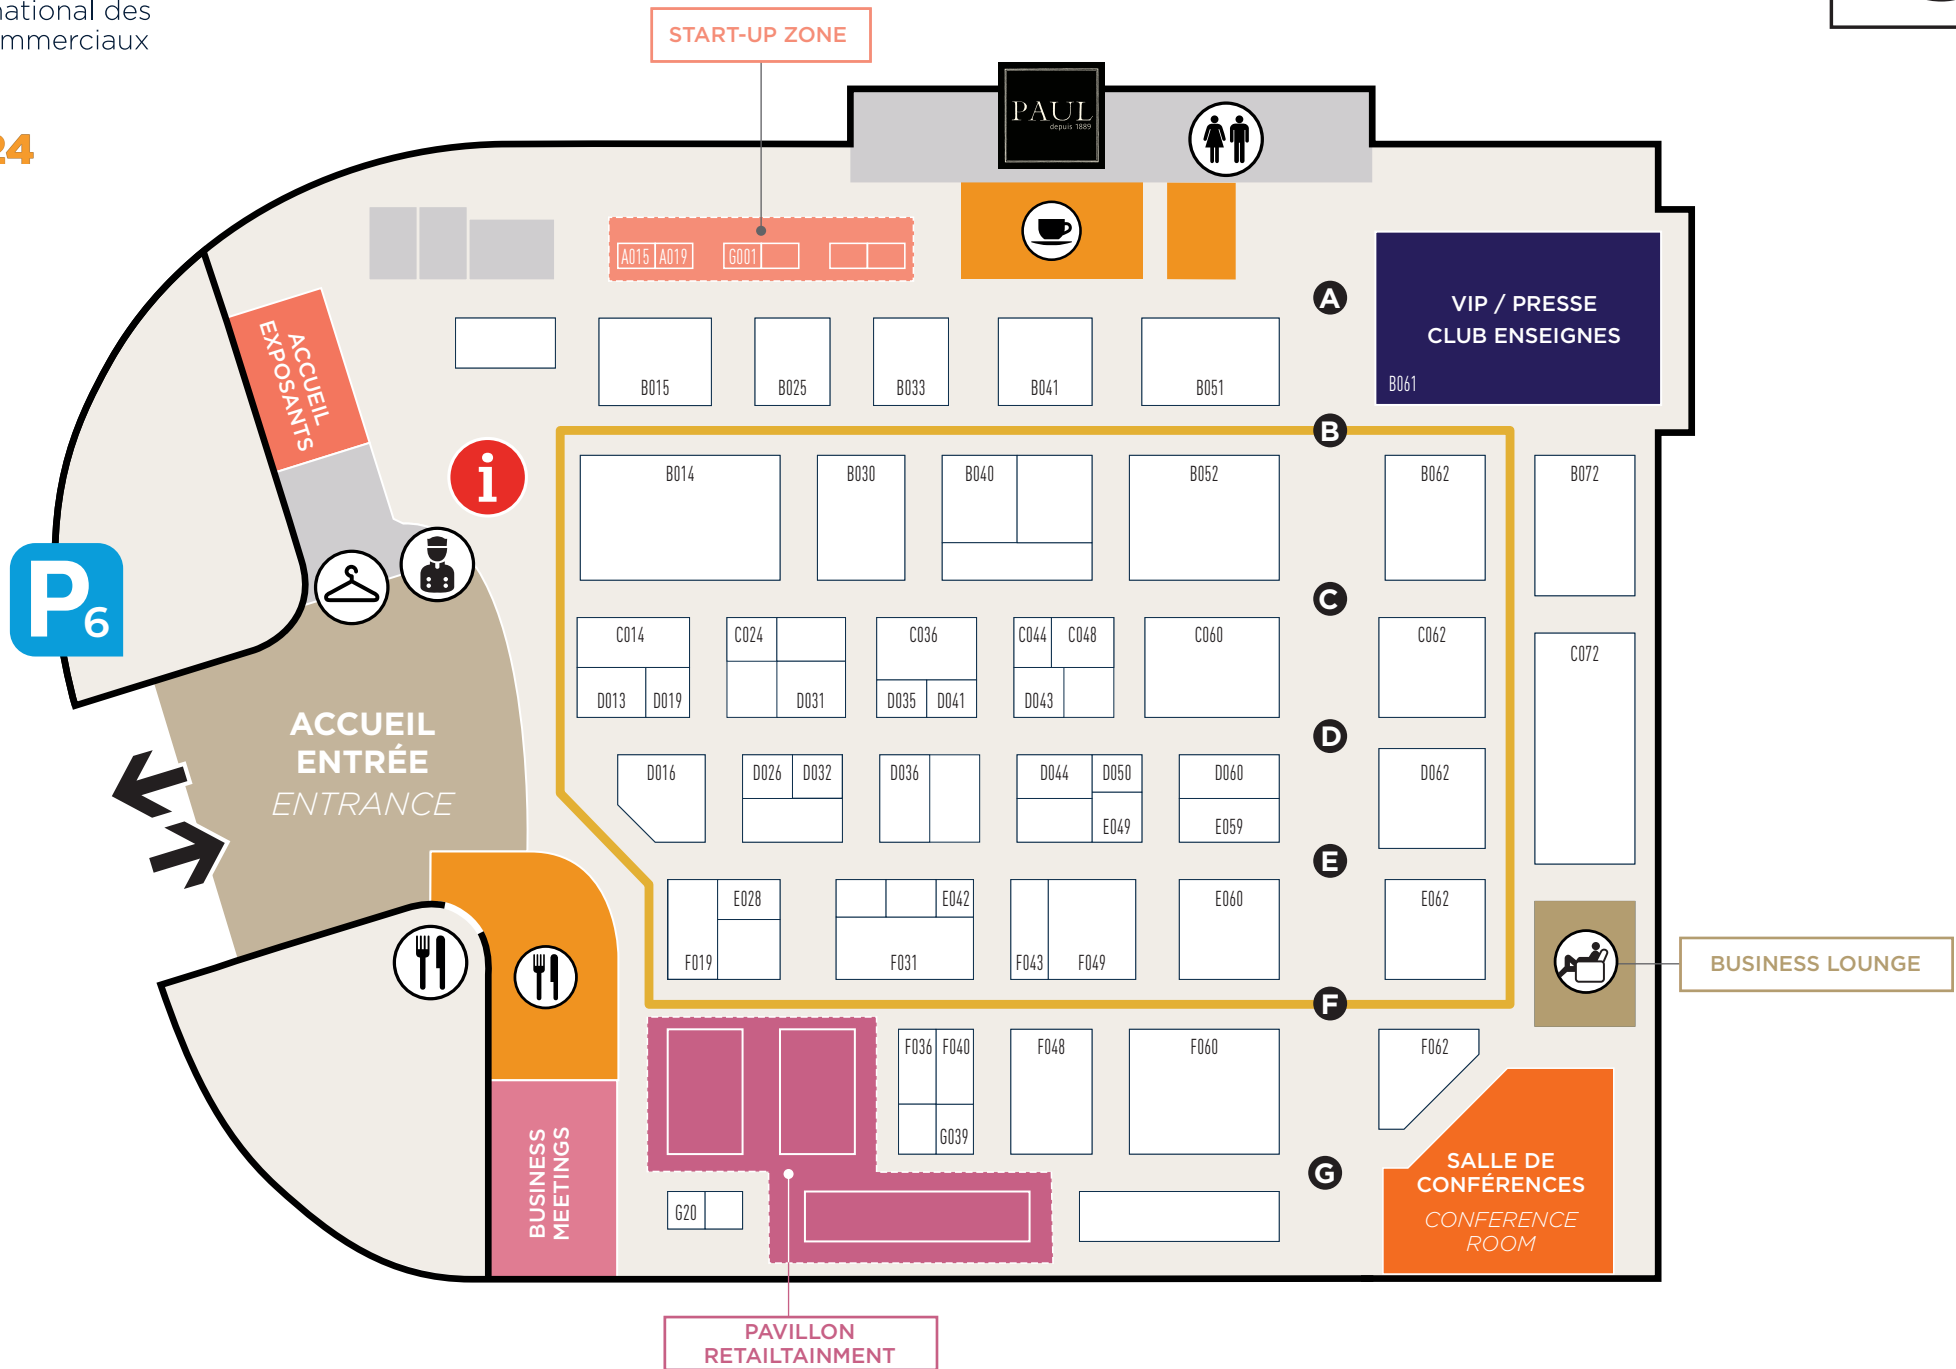 national des
mmerciaux
24
START-UP ZONE
PAUL
depuis 1889
A015
A019
G001
A
VIP / PRESSE
CLUB ENSEIGNES
B061
ACCUEIL
EXPOSANTS
B015
B025
B033
B041
B051
B
i
B014
B030
B040
B052
B062
B072
P6
C
C014
C024
C036
C044
C048
C060
C062
C072
D013
D019
D031
D035
D041
D043
ACCUEIL
ENTRÉE
ENTRANCE
D
D016
D026
D032
D036
D044
D050
D060
D062
E049
E059
E
E028
E042
E060
E062
F019
F031
F043
F049
BUSINESS LOUNGE
F
F036
F040
F048
F060
F062
G039
BUSINESS
MEETINGS
G
SALLE DE
CONFÉRENCES
CONFERENCE
ROOM
G20
PAVILLON
RETAILTAINMENT